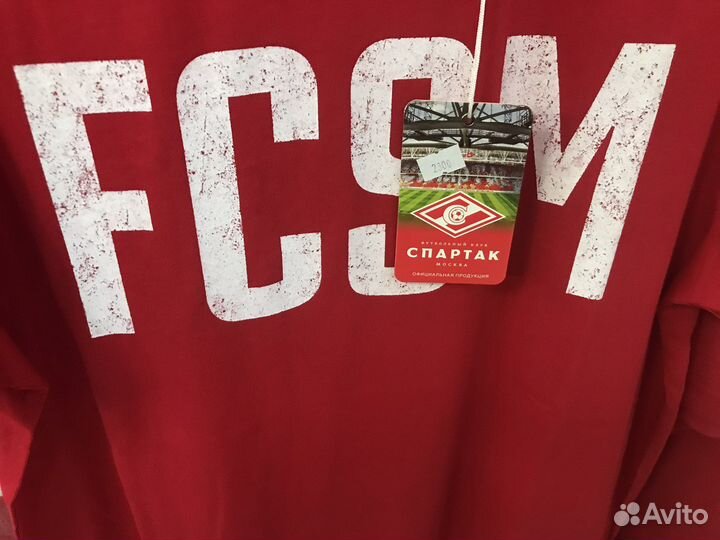 FCSM
2300
ФУТБОЛЬНЫЙ КЛУБ
СПАРТАК
МОСКВА
ОФИЦИАЛЬНАЯ ПРОДУКЦИЯ
Avito